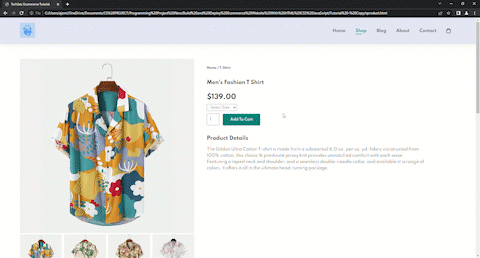 Tech2etc Ecommerce Tutorial
Home
Shop
Blog
About
Contact
Home / T-Shirt
Men's Fashion T Shirt
$139.00
Select Size
1
Add To Cart
Product Details
The Gildan Ultra Cotton T-shirt is made from a substantial 6.0 oz. per sq. yd. fabric constructed from
100% cotton, this classic fit preshrunk jersey knit provides unmatched comfort with each wear.
Featuring a taped neck and shoulder, and a seamless double-needle collar, and available in a range of
colors, it offers it all in the ultimate head-turning package.